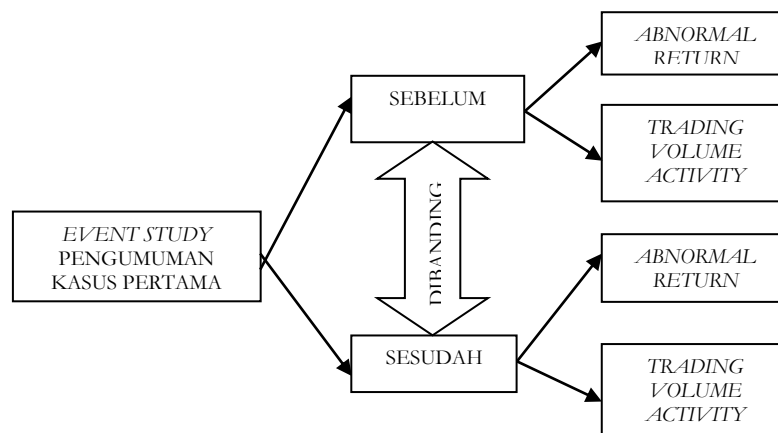 ABNORMAL
RETURN
SEBELUM
TRADING
VOLUME
ACTIVITY
EVENT STUDY
PENGUMUMAN
KASUS PERTAMA
DIBANDING
ABNORMAL
RETURN
SESUDAH
TRADING
VOLUME
ACTIVITY